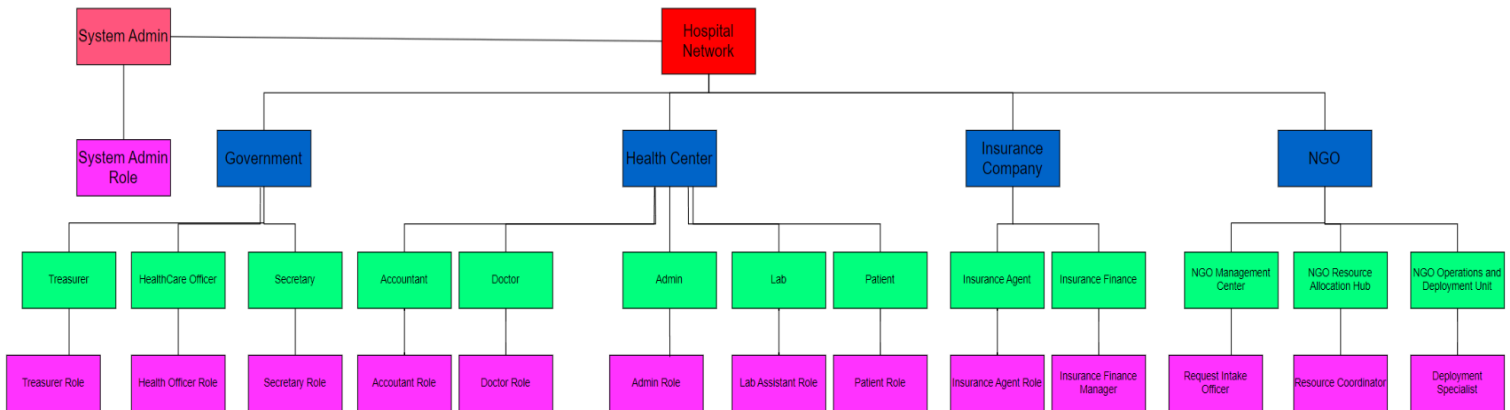 System Admin
Hospital
Network
System Admin
Role
Government
Health Center
Insurance
Company
NGO
Treasurer
HealthCare Officer
Secretary
Accountant
Doctor
Admin
Lab
Patient
Insurance Agent
Insurance Finance
NGO Management
Center
NGO Resource
Allocation Hub
NGO Operations and
Deployment Unit
Treasurer Role
Health Officer Role
Secretary Role
Accoutant Role
Doctor Role
Admin Role
Lab Assistant Role
Patient Role
Insurance Agent Role
Insurance Finance
Manager
Request Intake
Officer
Resource Coordinator
Deployment
Specialist